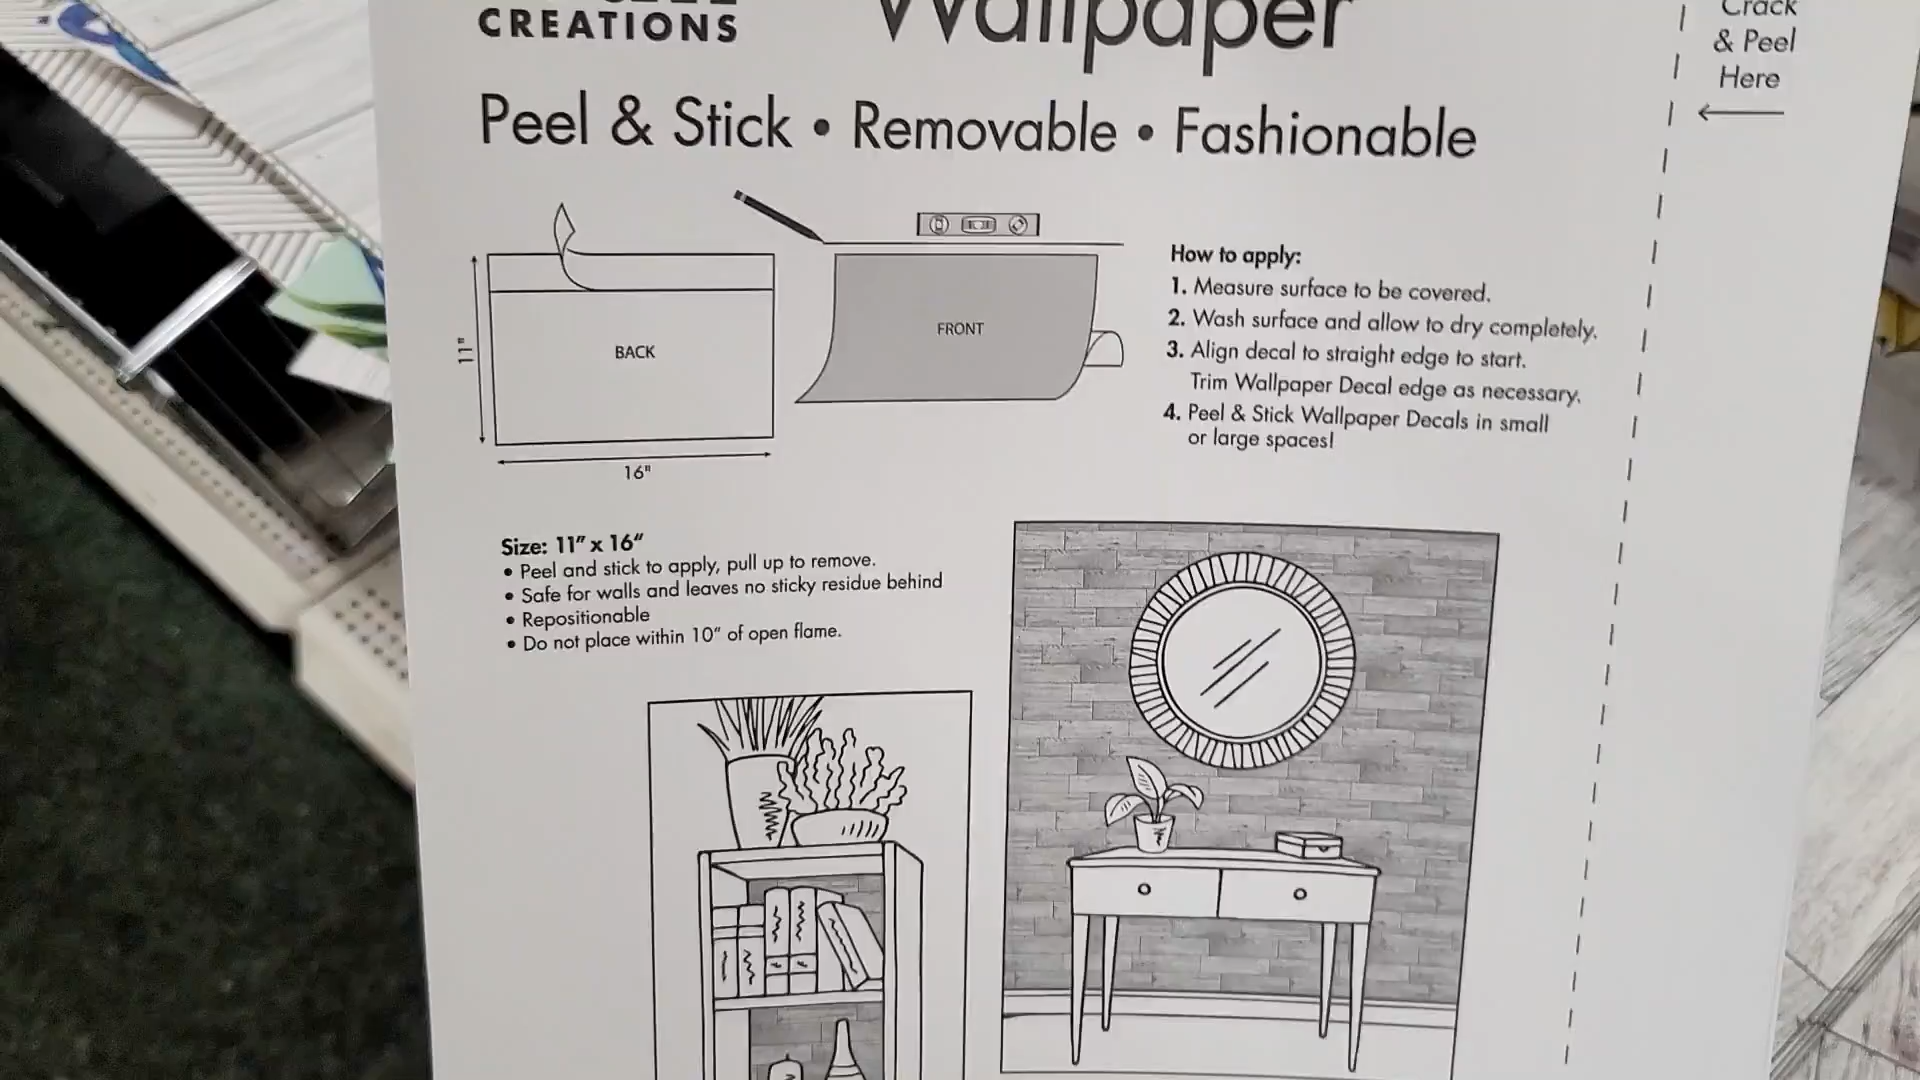 CREATIONS
Wallpaper
Peel & Stick • Removable • Fashionable
Crack
& Peel
Here
11"
BACK
16"
FRONT
How to apply:
1. Measure surface to be covered.
2. Wash surface and allow to dry completely.
3. Align decal to straight edge to start.
Trim Wallpaper Decal edge as necessary.
4. Peel & Stick Wallpaper Decals in small
or large spaces!
Size: 11" x 16"
• Peel and stick to apply, pull up to remove.
• Safe for walls and leaves no sticky residue behind
• Repositionable
• Do not place within 10" of open flame.